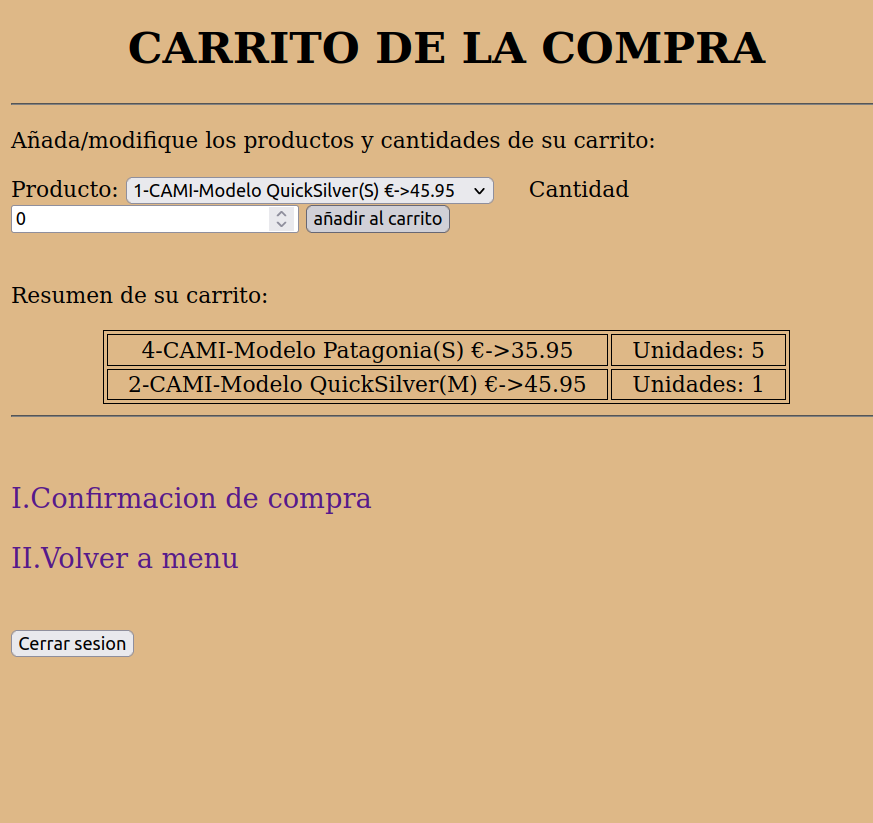 CARRITO DE LA COMPRA
Añada/modifique los productos y cantidades de su carrito:
Producto: 1-CAMI-Modelo QuickSilver(S) €->45.95 Cantidad
0 añadir al carrito
Resumen de su carrito:
4-CAMI-Modelo Patagonia(S) €->35.95 Unidades: 5
2-CAMI-Modelo QuickSilver(M) €->45.95 Unidades: 1
I.Confirmacion de compra
II.Volver a menu
Cerrar sesion